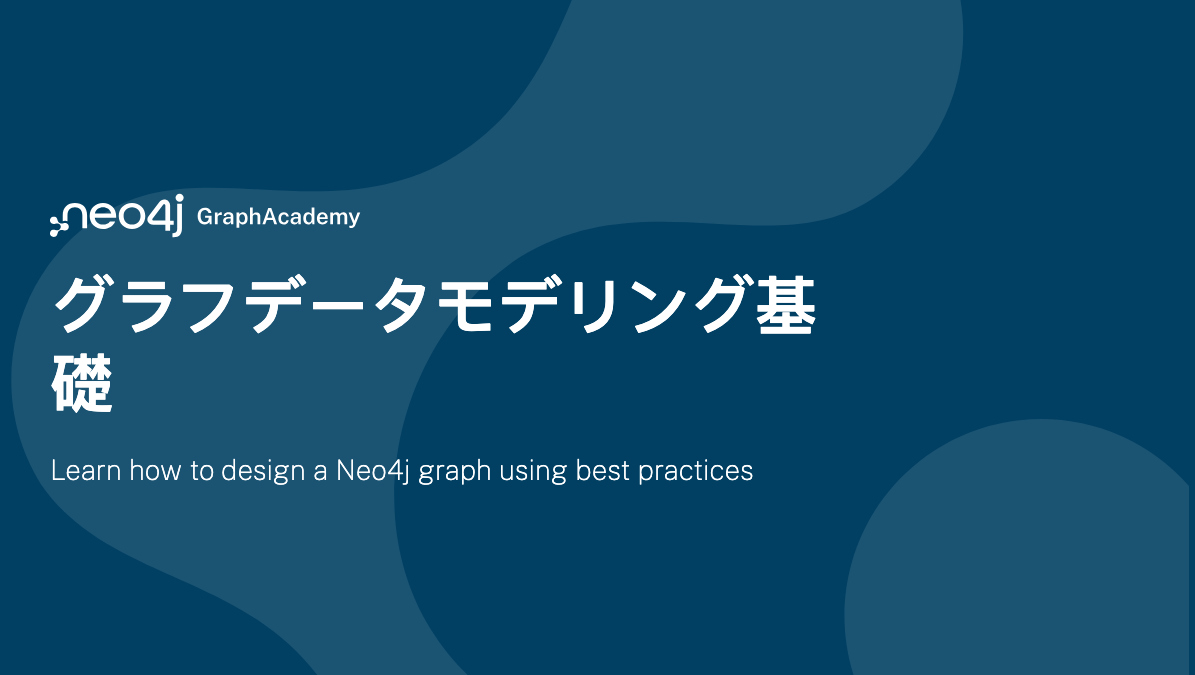 neo4j GraphAcademy
グラフデータモデリング基
礎
Learn how to design a Neo4j graph using best practices